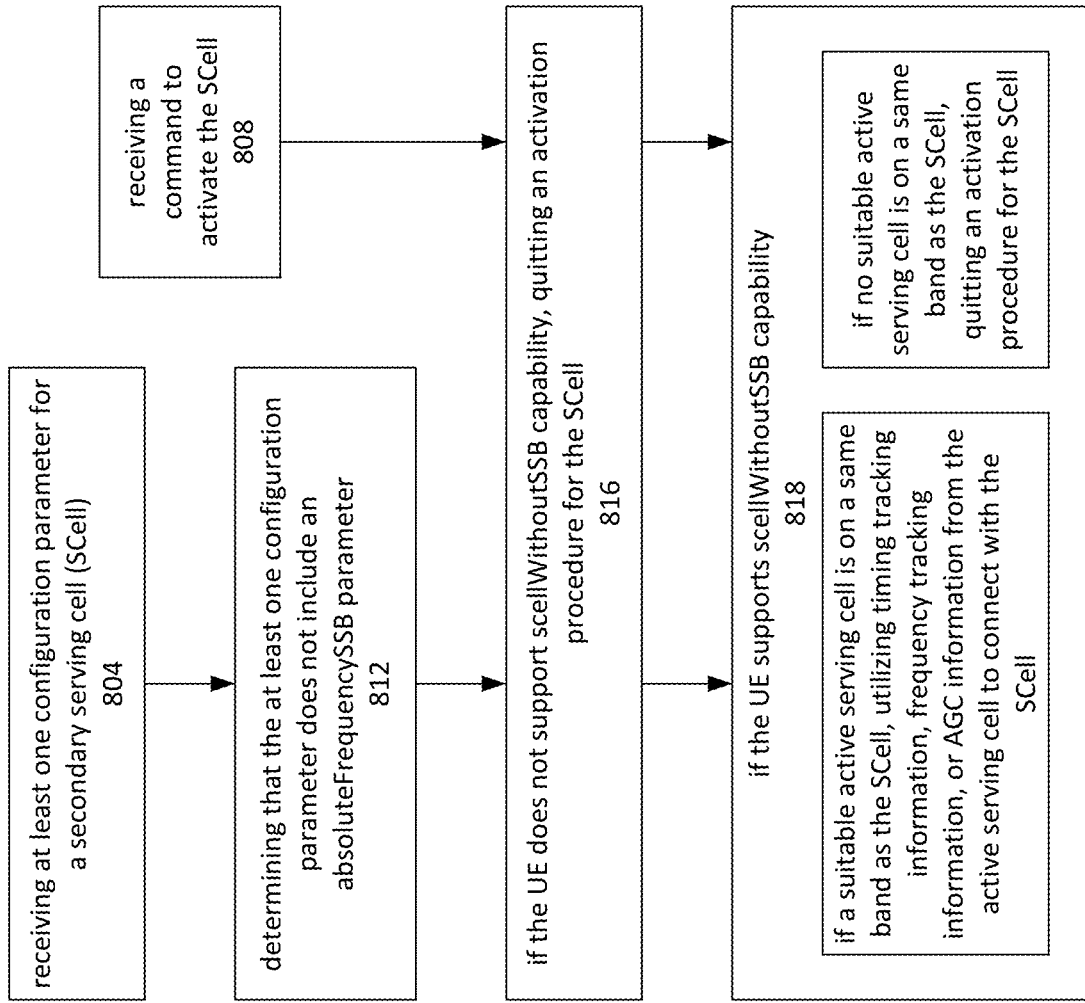 receiving at least one configuration parameter for
a secondary serving cell (SCell)
804
receiving a
command to
activate the SCell
808
determining that the at least one configuration
parameter does not include an
absoluteFrequencySSB parameter
812
if the UE does not support scellWithoutSSB capability, quitting an activation
procedure for the SCell
816
if the UE supports scellWithoutSSB capability
818
if a suitable active serving cell is on a same
band as the SCell, utilizing timing tracking
information, frequency tracking
information, or AGC information from the
active serving cell to connect with the
SCell
if no suitable active
serving cell is on a same
band as the SCell,
quitting an activation
procedure for the SCell